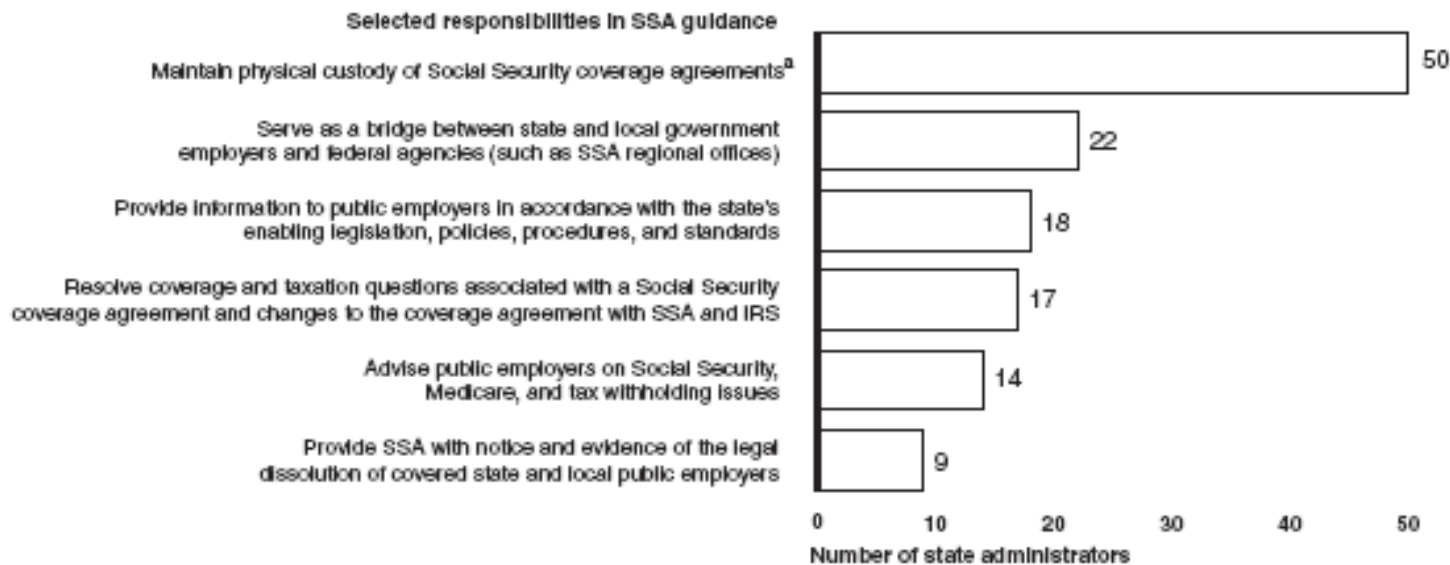 Selected responsibilities in SSA guidance
Maintain physical custody of Social Security coverage agreementsa
50
Serve as a bridge between state and local government
employers and federal agencies (such as SSA regional offices)
22
Provide information to public employers in accordance with the state's
enabling legislation, policies, procedures, and standards
18
Resolve coverage and taxation questions associated with a Social Security
coverage agreement and changes to the coverage agreement with SSA and IRS
17
Advise public employers on Social Security,
Medicare, and tax withholding issues
14
Provide SSA with notice and evidence of the legal
dissolution of covered state and local public employers
9
0 10 20 30 40 50
Number of state administrators